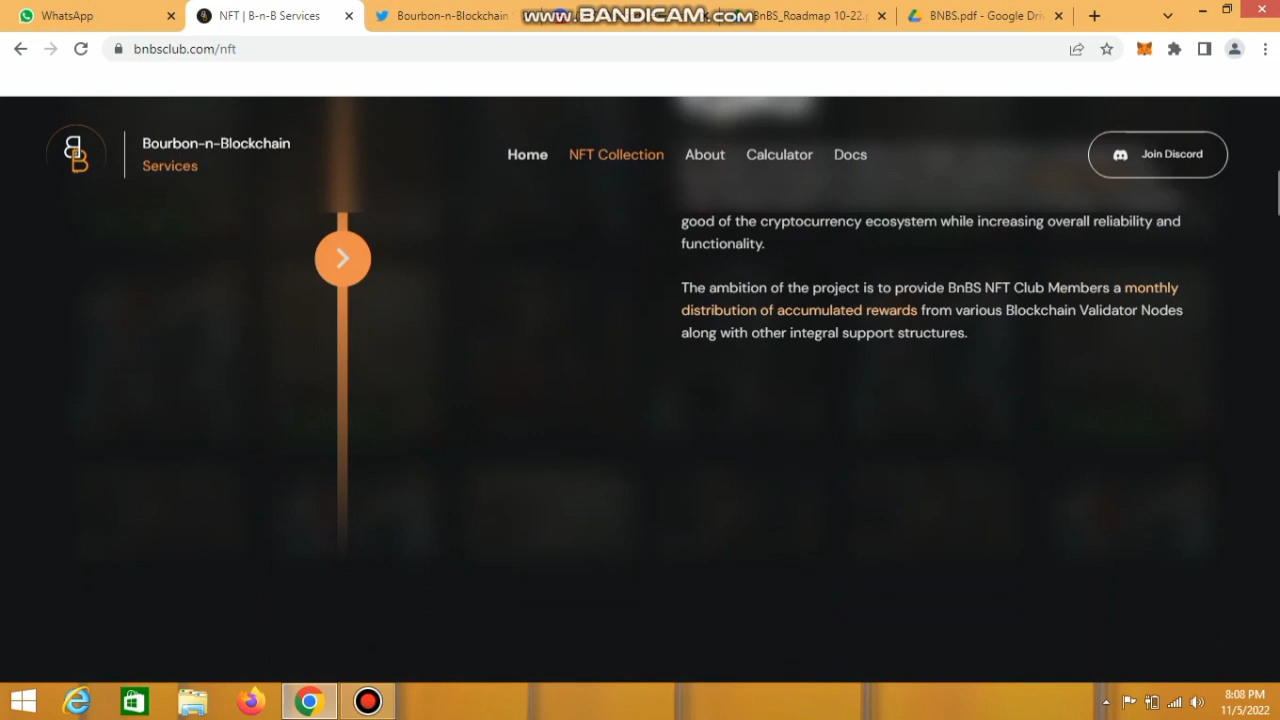 WhatsApp
NFT | B-n-B Services
Bourbon-n-Blockchain
www.BANDICAM.com
BnBS_Roadmap 10-22.p
BNBS.pdf - Google Dri
bnbsclub.com/nft
Bourbon-n-Blockchain
Services
Home
NFT Collection
About
Calculator
Docs
Join Discord
good of the cryptocurrency ecosystem while increasing overall reliability and
functionality.
The ambition of the project is to provide BnBS NFT Club Members a monthly
distribution of accumulated rewards from various Blockchain Validator Nodes
along with other integral support structures.
8:08 PM
11/5/2022